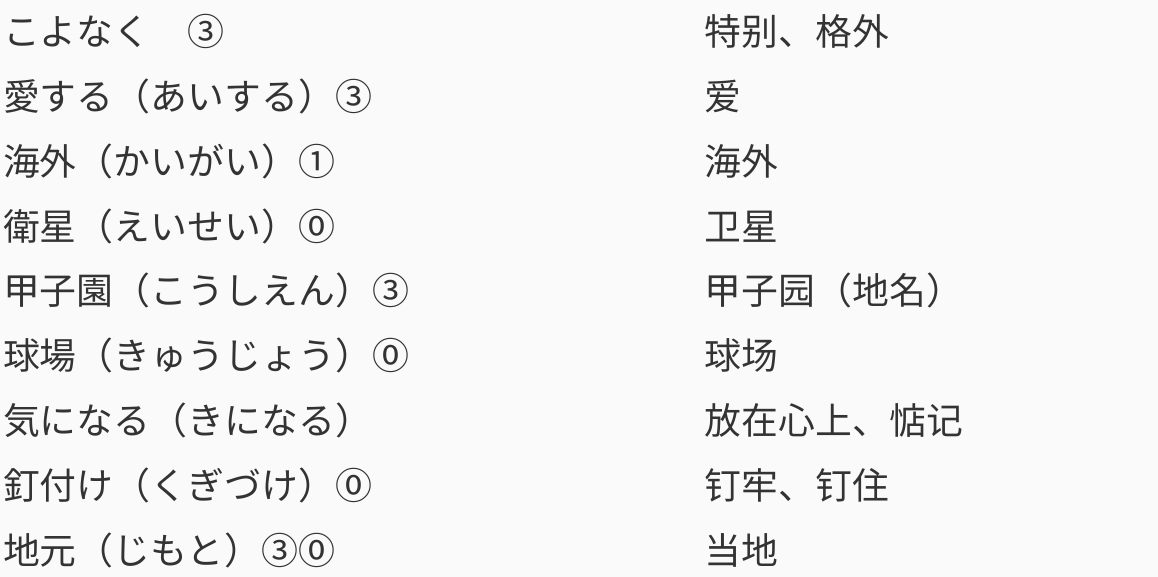 こよなく　③　特别、格外
愛する（あいする）③　爱
海外（かいがい）①　海外
衛星（えいせい）⓪　卫星
甲子園（こうしえん）③　甲子园（地名）
球場（きゅうじょう）⓪　球场
気になる（きになる）　放在心上、惦记
釘付け（くぎづけ）⓪　钉牢、钉住
地元（じもと）③⓪　当地